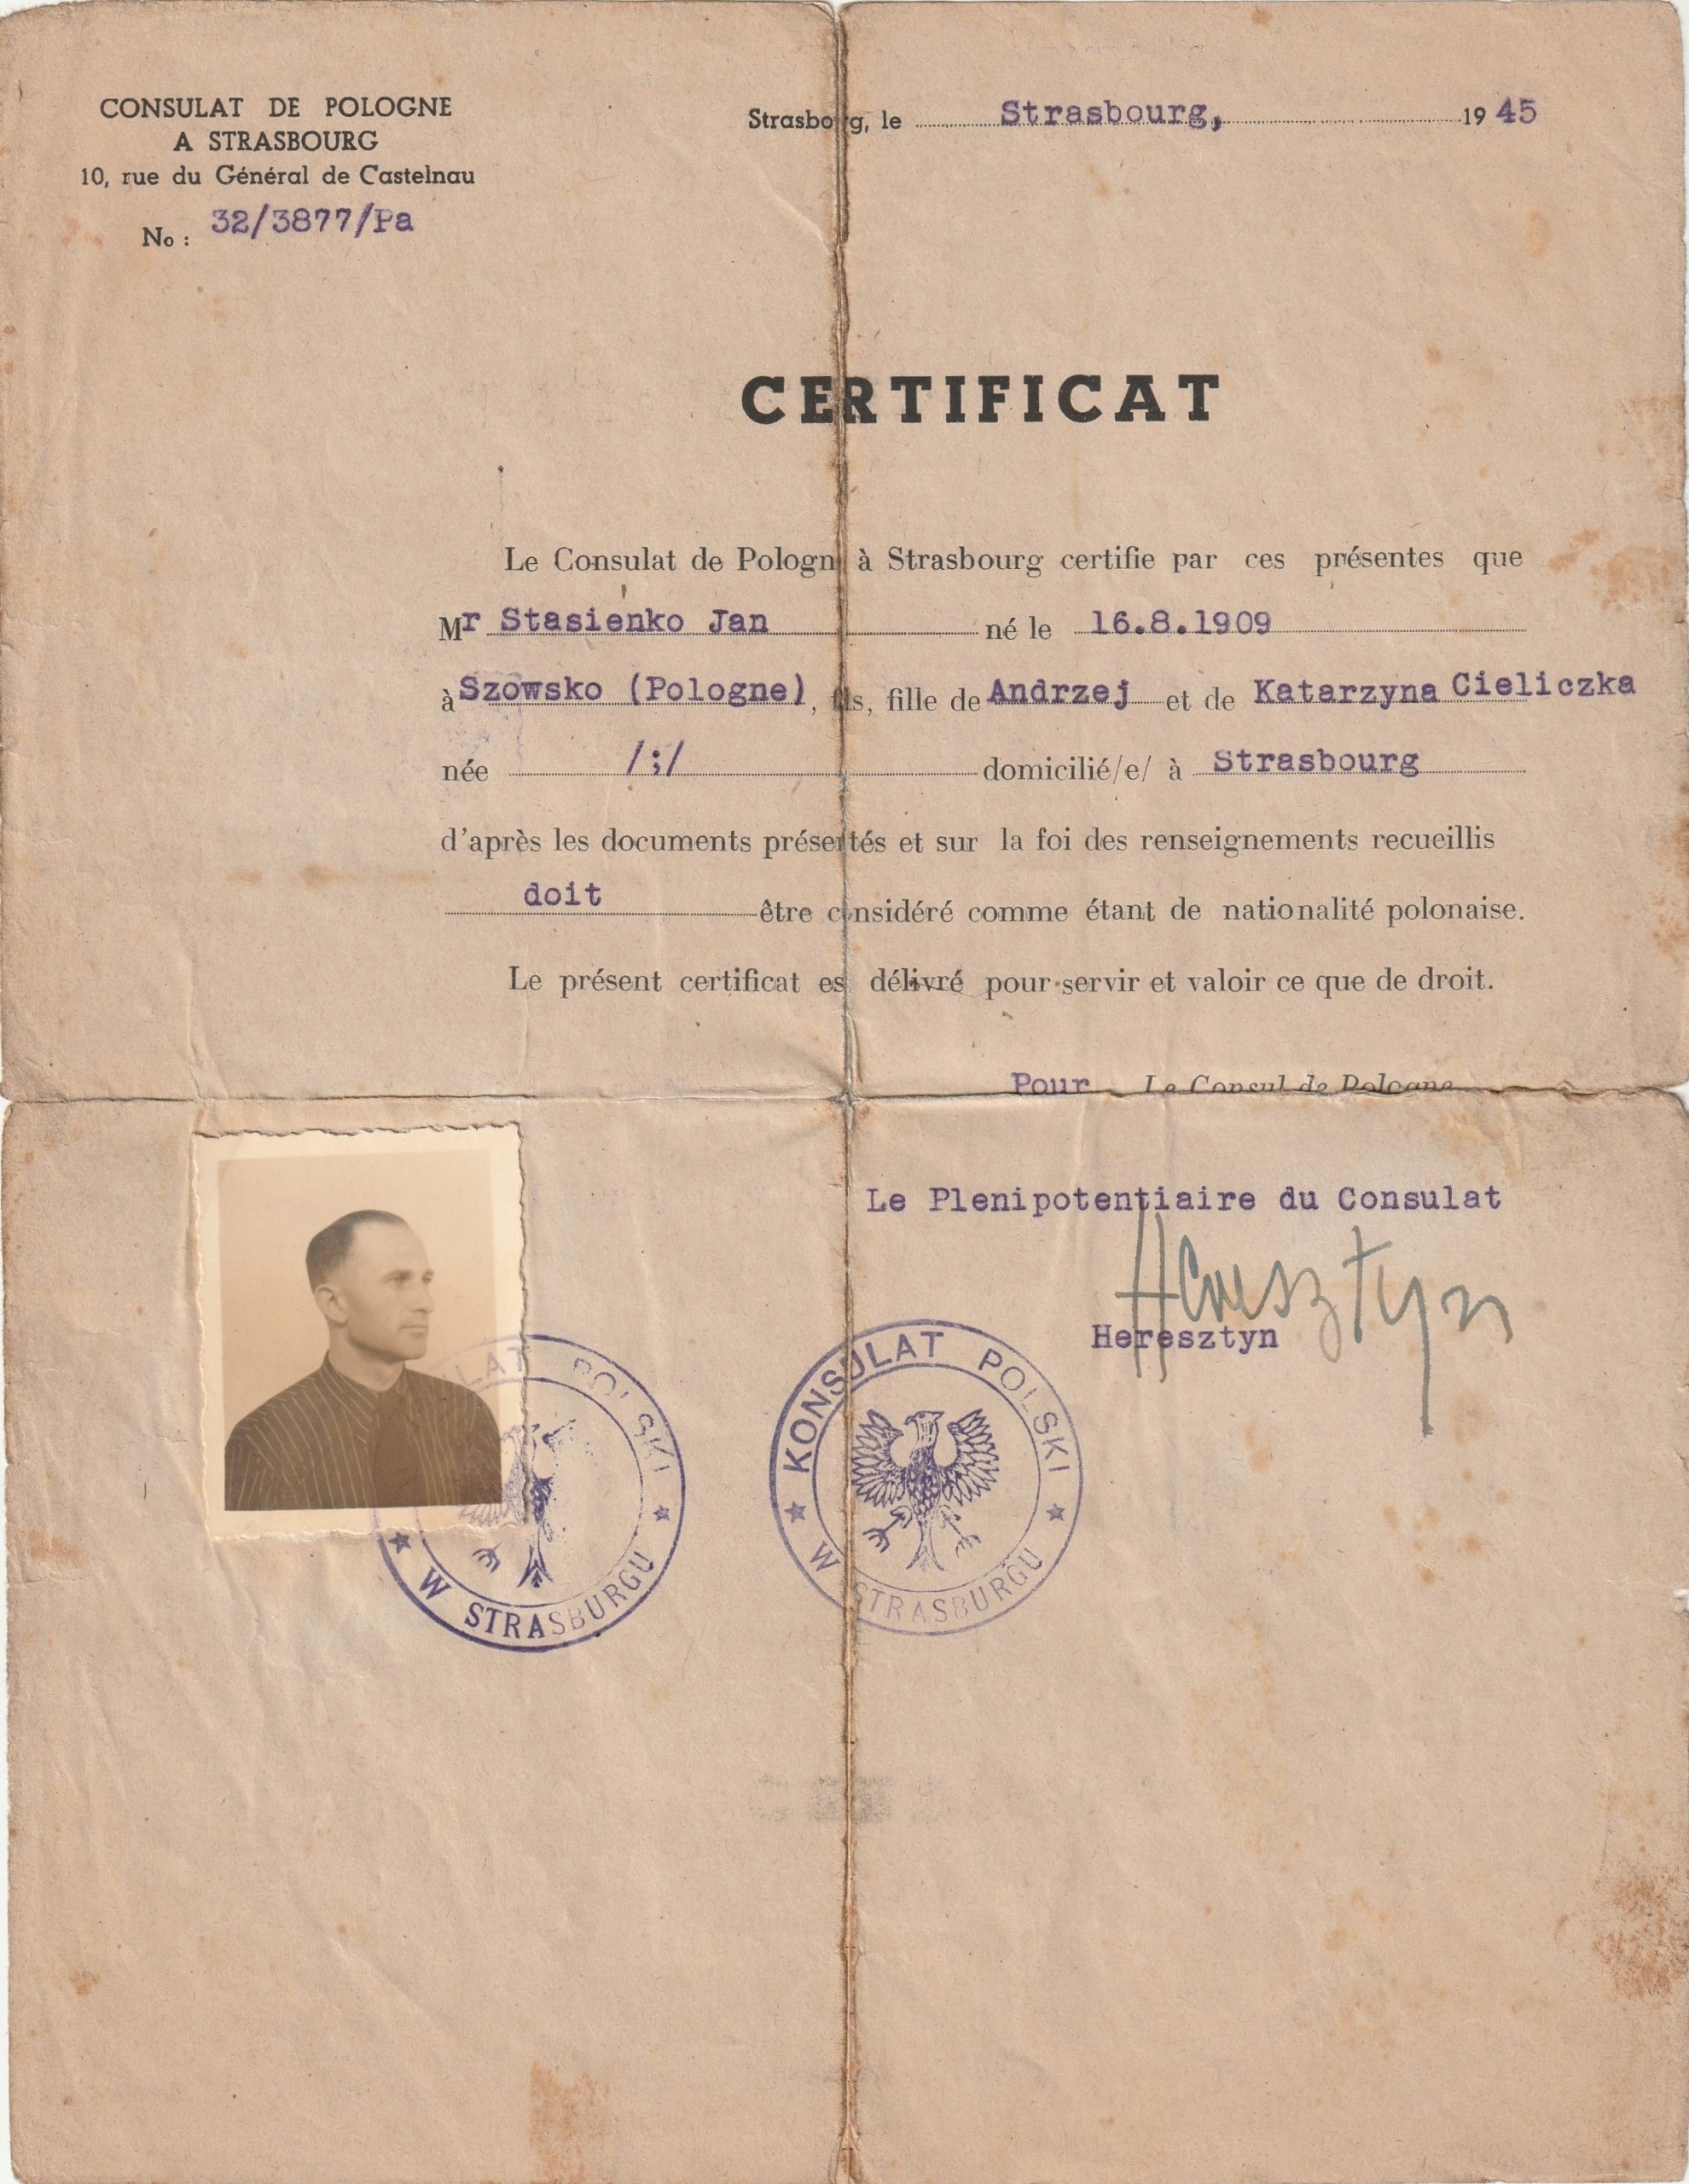 CONSULAT DE POLOGNE
A STRASBOURG
10, rue du Général de Castelnau
No : 32/3877/Pa
Strasbourg, le Strasbourg, 1945
CERTIFICAT
Le Consulat de Pologne à Strasbourg certifie par ces présentes que
Mr Stasienko Jan né le 16.8.1909
à Szowsko (Pologne), fils, fille de Andrzej et de Katarzyna Cieliczka
née /;/ domicilié/e/ à Strasbourg
d'après les documents présentés et sur la foi des renseignements recueillis
doit être considéré comme étant de nationalité polonaise.
Le présent certificat est délivré pour servir et valoir ce que de droit.
Pour Le Consul de Pologne
Le Plenipotentiaire du Consulat
Heresztyn
Heresztyn
KONSULAT POLSKI
W STRASBURGU
LAT POLSKI
W STRASBURGU